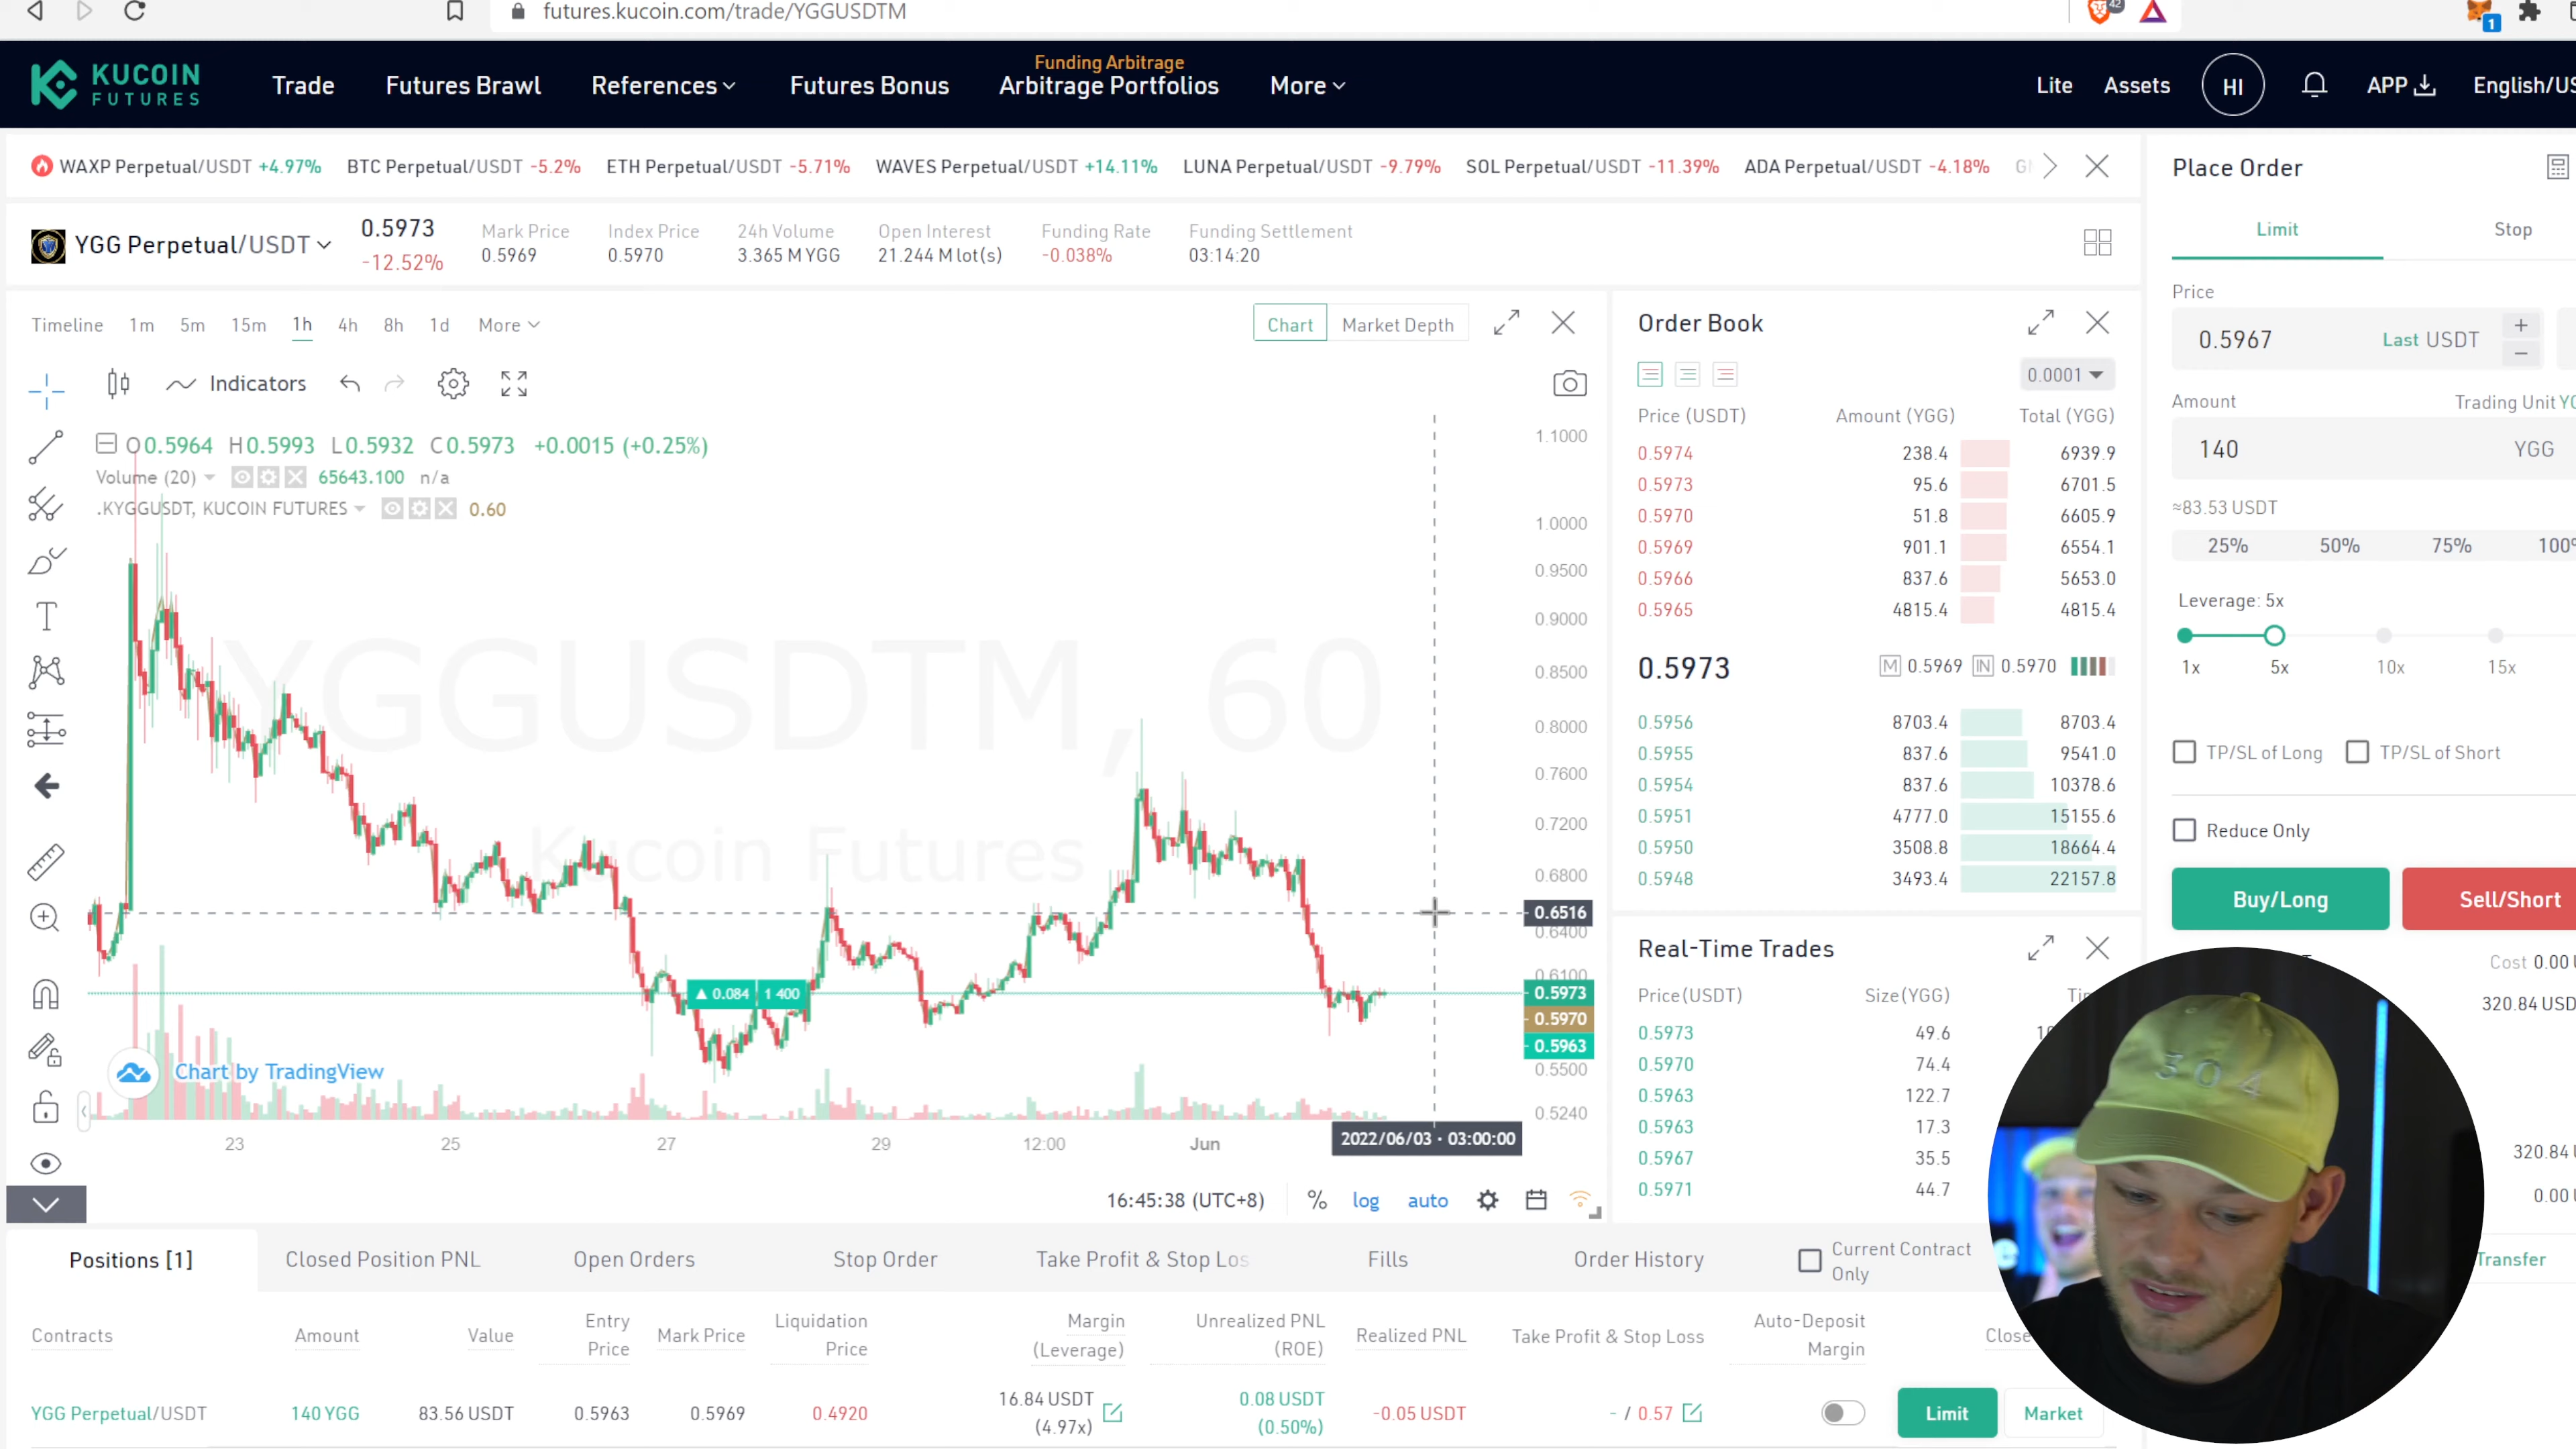 futures.kucoin.com/trade/YGGUSDTM
42
1
KUCOIN
FUTURES
Trade
Futures Brawl
References
Futures Bonus
Funding Arbitrage
Arbitrage Portfolios
More
Lite
Assets
HI
APP
English/US
WAXP Perpetual/USDT +4.97% BTC Perpetual/USDT -5.2% ETH Perpetual/USDT -5.71% WAVES Perpetual/USDT +14.11% LUNA Perpetual/USDT -9.79% SOL Perpetual/USDT -11.39% ADA Perpetual/USDT -4.18%
YGG Perpetual/USDT
0.5973
-12.52%
Mark Price
0.5969
Index Price
0.5970
24h Volume
3.365 M YGG
Open Interest
21.244 M lot(s)
Funding Rate
-0.038%
Funding Settlement
03:14:20
Timeline 1m 5m 15m 1h 4h 8h 1d More
Chart Market Depth
Indicators
O0.5964 H0.5993 L0.5932 C0.5973 +0.0015 (+0.25%)
Volume (20) 65643.100 n/a
.KYGGUSDT, KUCOIN FUTURES 0.60
YGGUSDTM, 60
Kucoin Futures
1.1000
1.0000
0.9500
0.9000
0.8500
0.8000
0.7600
0.7200
0.6800
0.6516
0.6400
0.6100
0.5973
0.5970
0.5963
0.5500
0.5240
▲ 0.084 1 400
Chart by TradingView
23 25 27 29 12:00 Jun
2022/06/03 · 03:00:00
16:45:38 (UTC+8) % log auto
Order Book
0.0001
Price (USDT) Amount (YGG) Total (YGG)
0.5974 238.4 6939.9
0.5973 95.6 6701.5
0.5970 51.8 6605.9
0.5969 901.1 6554.1
0.5966 837.6 5653.0
0.5965 4815.4 4815.4
0.5973 M 0.5969 IN 0.5970
0.5956 8703.4 8703.4
0.5955 837.6 9541.0
0.5954 837.6 10378.6
0.5951 4777.0 15155.6
0.5950 3508.8 18664.4
0.5948 3493.4 22157.8
Real-Time Trades
Price(USDT) Size(YGG)
0.5973 49.6
0.5970 74.4
0.5963 122.7
0.5963 17.3
0.5967 35.5
0.5971 44.7
Place Order
Limit Stop
Price
0.5967 Last USDT
+
−
Amount Trading Unit
140 YGG
≈83.53 USDT
25% 50% 75% 100%
Leverage: 5x
1x 5x 10x 15x
TP/SL of Long TP/SL of Short
Reduce Only
Buy/Long Sell/Short
Cost 0.00
320.84 USD
320.84
0.00
Transfer
304
Positions [1] Closed Position PNL Open Orders Stop Order Take Profit & Stop Los Fills Order History
Current Contract
Only
Contracts
Amount
Value
Entry
Price
Mark Price
Liquidation
Price
Margin
(Leverage)
Unrealized PNL
(ROE)
Realized PNL
Take Profit & Stop Loss
Auto-Deposit
Margin
Close
YGG Perpetual/USDT
140 YGG
83.56 USDT
0.5963
0.5969
0.4920
16.84 USDT
(4.97x)
0.08 USDT
(0.50%)
-0.05 USDT
- / 0.57
Limit
Market